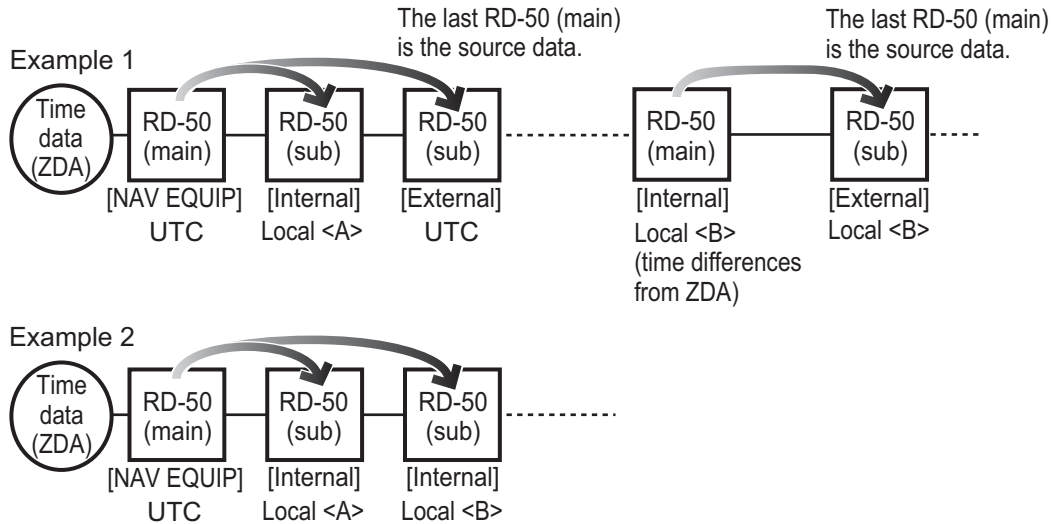 The last RD-50 (main)
is the source data.
The last RD-50 (main)
is the source data.
Example 1
Time
data
(ZDA)
RD-50
(main)
RD-50
(sub)
RD-50
(sub)
RD-50
(main)
RD-50
(sub)
[NAV EQUIP]
UTC
[Internal]
Local <A>
[External]
UTC
[Internal]
Local <B>
(time differences
from ZDA)
[External]
Local <B>
Example 2
Time
data
(ZDA)
RD-50
(main)
RD-50
(sub)
RD-50
(sub)
[NAV EQUIP]
UTC
[Internal]
Local <A>
[Internal]
Local <B>